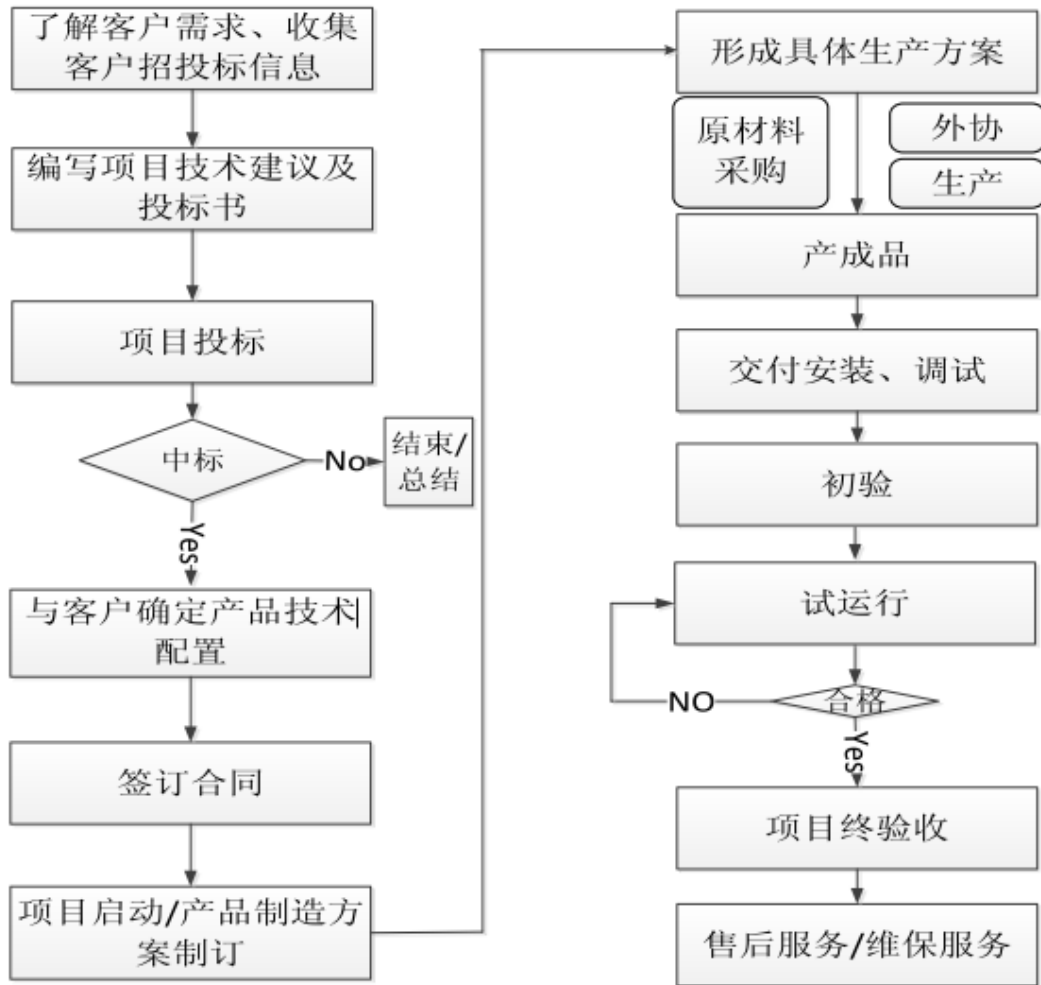 了解客户需求、收集
客户招投标信息
编写项目技术建议及
投标书
项目投标
中标
No
结束/
总结
Yes
与客户确定产品技术
配置
签订合同
项目启动/产品制造方
案制订
形成具体生产方案
原材料
采购
外协
生产
产成品
交付安装、调试
初验
试运行
合格
NO
Yes
项目终验收
售后服务/维保服务